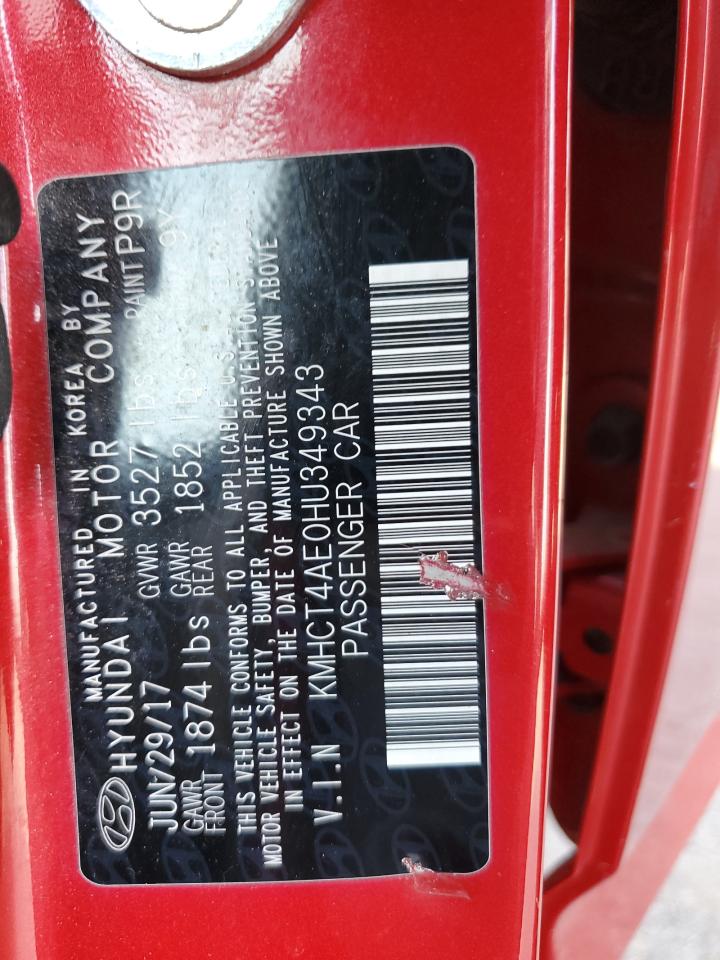 MANUFACTURED IN KOREA BY
HYUNDAI MOTOR COMPANY
JUN/29/17 GVWR 3527 lbs PAINT P9R
GAWR FRONT 1874 lbs GAWR REAR 1852 lbs 9Y
THIS VEHICLE CONFORMS TO ALL APPLICABLE U.S.
MOTOR VEHICLE SAFETY, BUMPER, AND THEFT PREVENTION
IN EFFECT ON THE DATE OF MANUFACTURE SHOWN ABOVE
V.I.N KMHCT4AE0HU349343
PASSENGER CAR